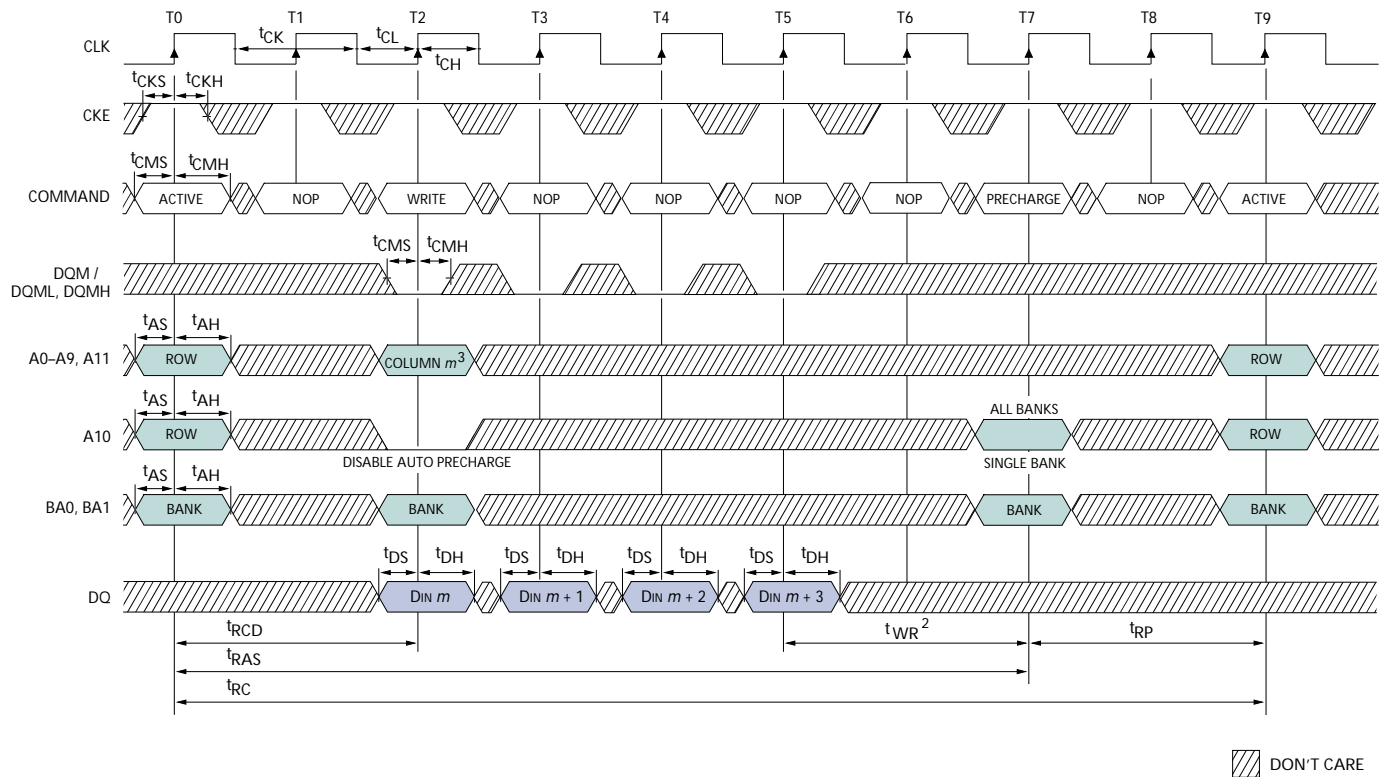 T0 T1 T2 T3 T4 T5 T6 T7 T8 T9
CLK tCK tCL tCH
tCKS tCKH
CKE
tCMS tCMH
COMMAND ACTIVE NOP WRITE NOP NOP NOP NOP PRECHARGE NOP ACTIVE
tCMS tCMH
DQM /
DQML, DQMH
tAS tAH
A0–A9, A11 ROW COLUMN m3 ROW
tAS tAH ALL BANKS
A10 ROW ROW
DISABLE AUTO PRECHARGE SINGLE BANK
tAS tAH
BA0, BA1 BANK BANK BANK BANK
tDS tDH tDS tDH tDS tDH tDS tDH
DQ DIN m DIN m + 1 DIN m + 2 DIN m + 3
tRCD tWR2 tRP
tRAS
tRC
DON'T CARE